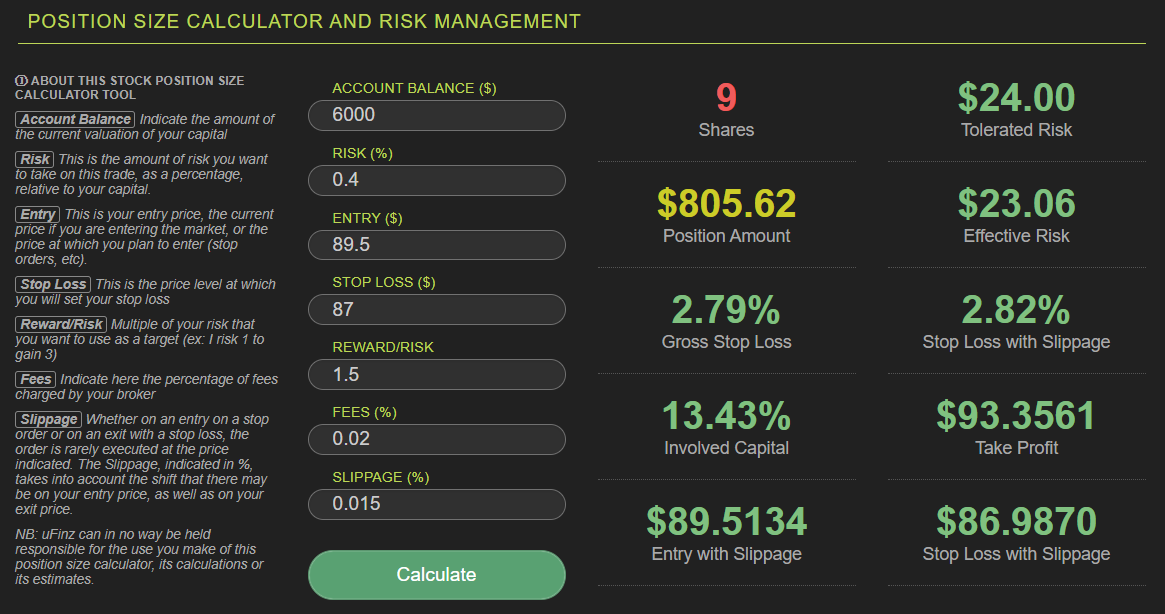 POSITION SIZE CALCULATOR AND RISK MANAGEMENT
ⓘ ABOUT THIS STOCK POSITION SIZE
CALCULATOR TOOL
Account Balance Indicate the amount of
the current valuation of your capital
Risk This is the amount of risk you want
to take on this trade, as a percentage,
relative to your capital.
Entry This is your entry price, the current
price if you are entering the market, or the
price at which you plan to enter (stop
orders, etc).
Stop Loss This is the price level at which
you will set your stop loss
Reward/Risk Multiple of your risk that
you want to use as a target (ex: I risk 1 to
gain 3)
Fees Indicate here the percentage of fees
charged by your broker
Slippage Whether on an entry on a stop
order or on an exit with a stop loss, the
order is rarely executed at the price
indicated. The Slippage, indicated in %,
takes into account the shift that there may
be on your entry price, as well as on your
exit price.
NB: uFinz can in no way be held
responsible for the use you make of this
position size calculator, its calculations or
its estimates.
ACCOUNT BALANCE ($)
6000
RISK (%)
0.4
ENTRY ($)
89.5
STOP LOSS ($)
87
REWARD/RISK
1.5
FEES (%)
0.02
SLIPPAGE (%)
0.015
Calculate
9
Shares
$24.00
Tolerated Risk
$805.62
Position Amount
$23.06
Effective Risk
2.79%
Gross Stop Loss
2.82%
Stop Loss with Slippage
13.43%
Involved Capital
$93.3561
Take Profit
$89.5134
Entry with Slippage
$86.9870
Stop Loss with Slippage